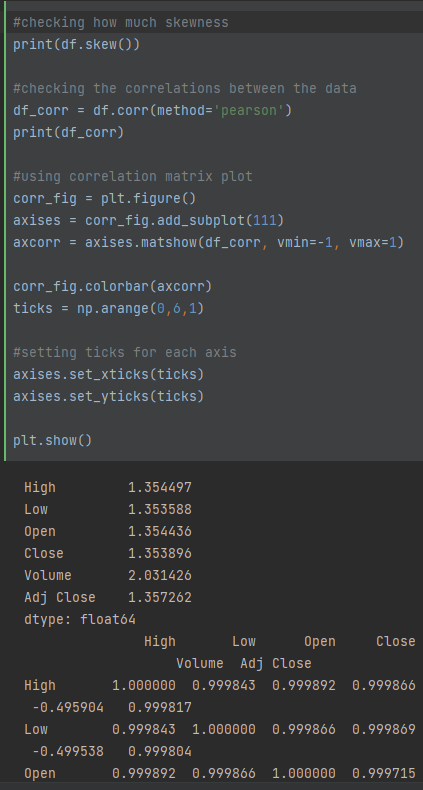 #checking how much skewness
print(df.skew())
#checking the correlations between the data
df_corr = df.corr(method='pearson')
print(df_corr)
#using correlation matrix plot
corr_fig = plt.figure()
axises = corr_fig.add_subplot(111)
axcorr = axises.matshow(df_corr, vmin=-1, vmax=1)
corr_fig.colorbar(axcorr)
ticks = np.arange(0,6,1)
#setting ticks for each axis
axises.set_xticks(ticks)
axises.set_yticks(ticks)
plt.show()
High 1.354497
Low 1.353588
Open 1.354436
Close 1.353896
Volume 2.031426
Adj Close 1.357262
dtype: float64
High Low Open Close
Volume Adj Close
High 1.000000 0.999843 0.999892 0.999866
-0.495904 0.999817
Low 0.999843 1.000000 0.999866 0.999869
-0.499538 0.999804
Open 0.999892 0.999866 1.000000 0.999715